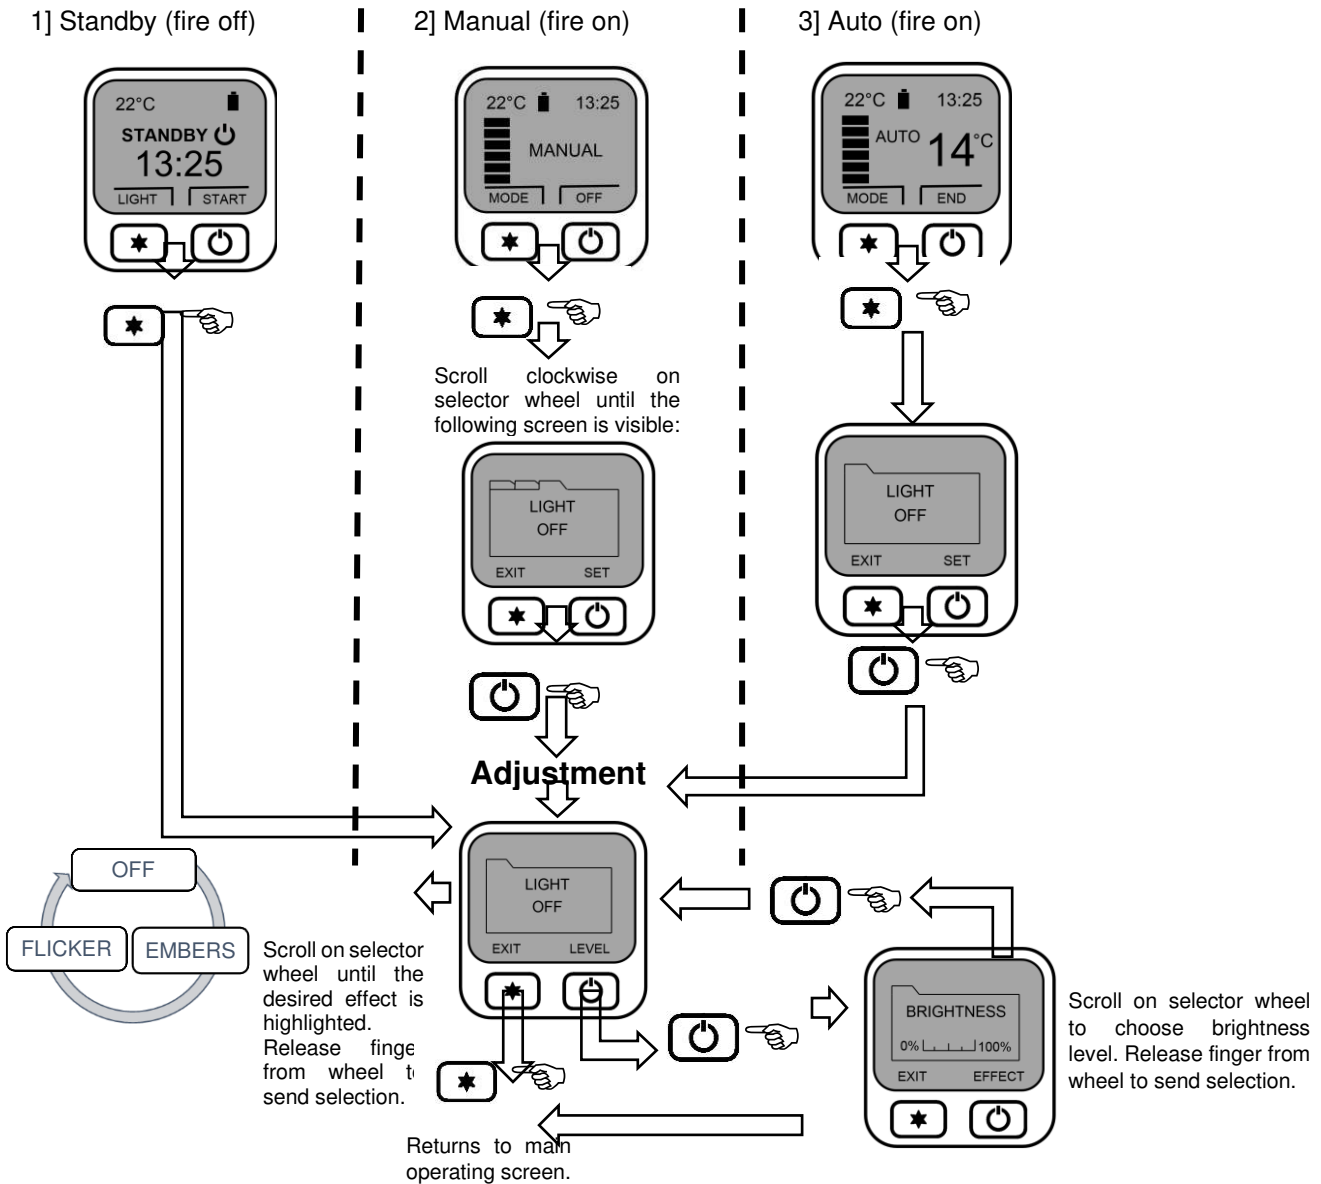 1] Standby (fire off)
2] Manual (fire on)
3] Auto (fire on)
22°C
STANDBY
13:25
LIGHT START
22°C 13:25
MANUAL
MODE OFF
22°C 13:25
AUTO 14°C
MODE END
Scroll clockwise on
selector wheel until the
following screen is visible:
LIGHT
OFF
EXIT SET
LIGHT
OFF
EXIT SET
Adjustment
OFF
FLICKER EMBERS
Scroll on selector
wheel until the
desired effect is
highlighted.
Release finge
from wheel t
send selection.
LIGHT
OFF
EXIT LEVEL
BRIGHTNESS
0% 100%
EXIT EFFECT
Scroll on selector wheel
to choose brightness
level. Release finger from
wheel to send selection.
Returns to main
operating screen.